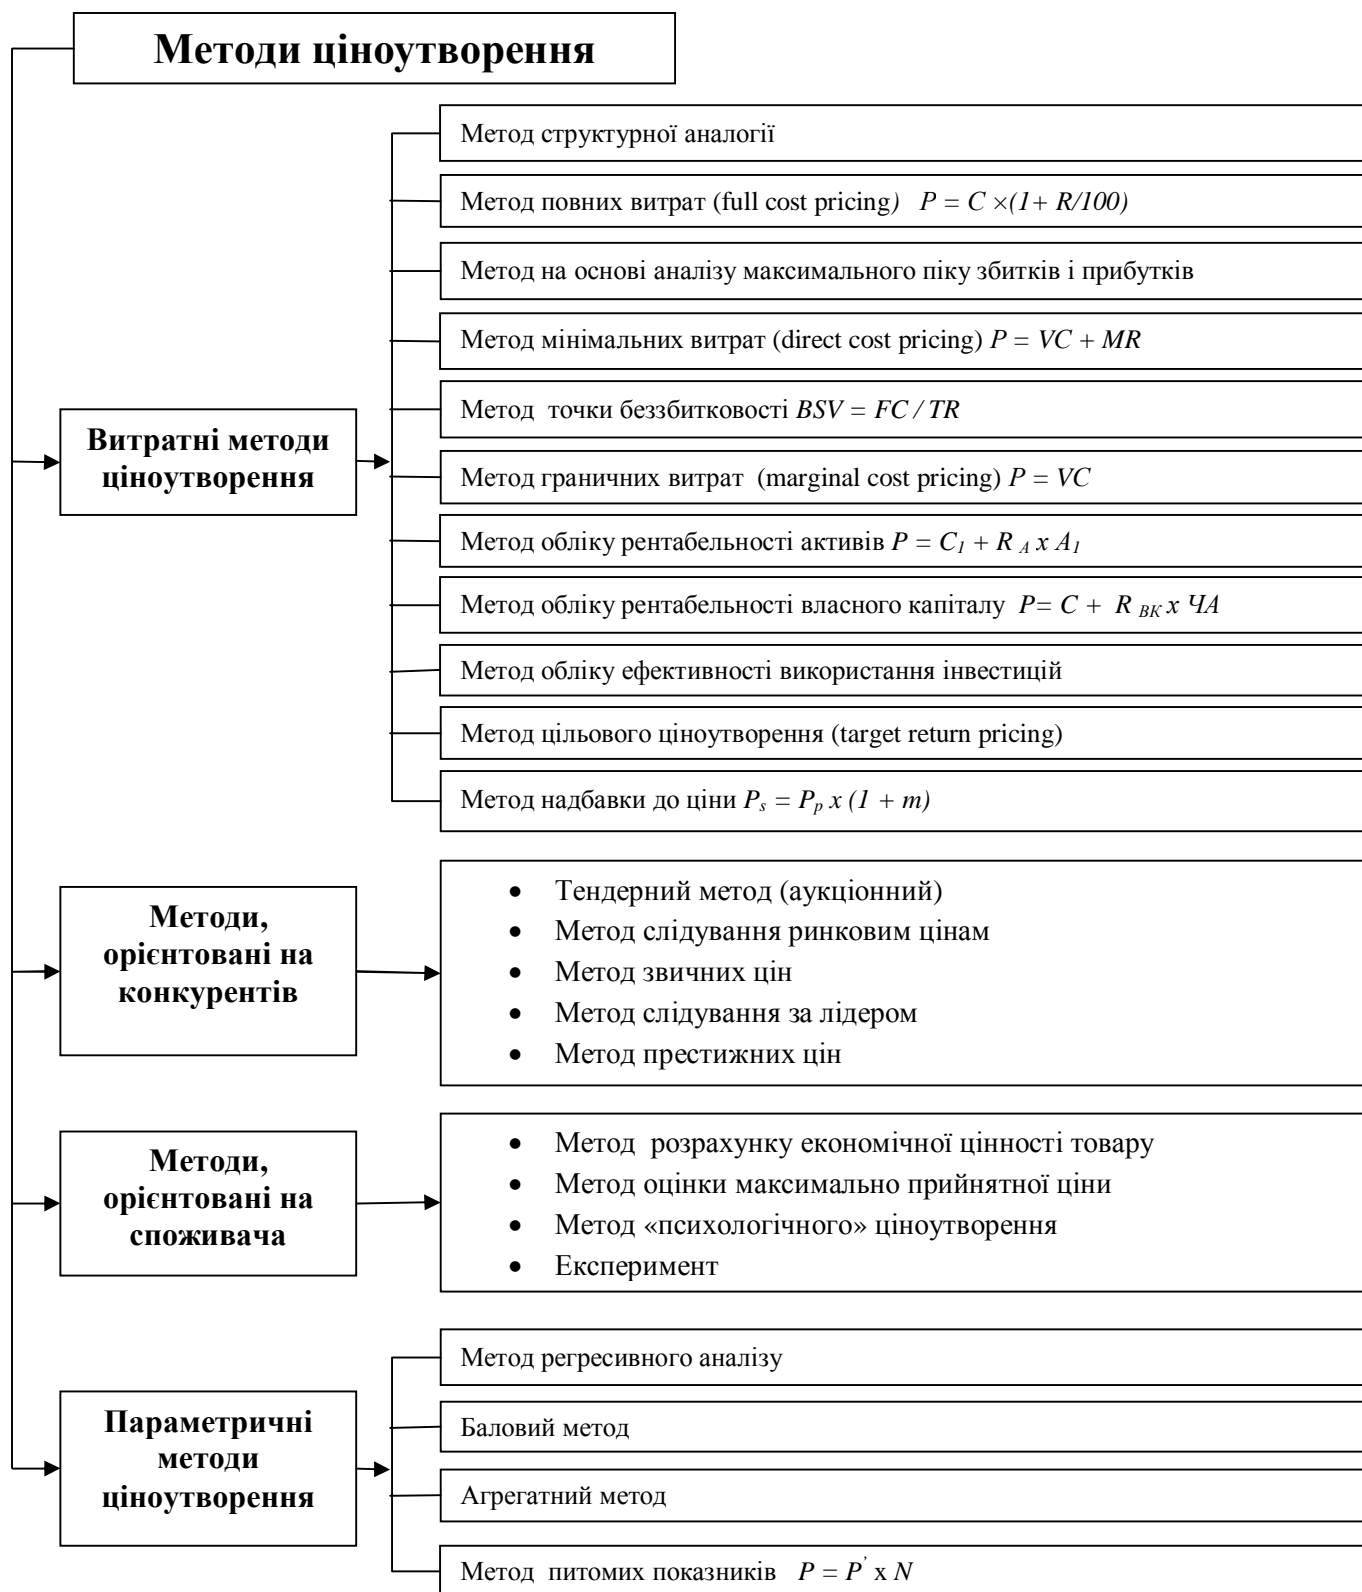 Методи ціноутворення
Метод структурної аналогії
Метод повних витрат (full cost pricing) P = C ×(1+ R/100)
Метод на основі аналізу максимального піку збитків і прибутків
Метод мінімальних витрат (direct cost pricing) P = VC + MR
Метод точки беззбитковості BSV = FC / TR
Витратні методи
ціноутворення
Метод граничних витрат (marginal cost pricing) P = VC
Метод обліку рентабельності активів P = C1 + R A x A1
Метод обліку рентабельності власного капіталу P= C + R ВК x ЧА
Метод обліку ефективності використання інвестицій
Метод цільового ціноутворення (target return pricing)
Метод надбавки до ціни Ps = Pp x (1 + m)
Методи,
орієнтовані на
конкурентів
• Тендерний метод (аукціонний)
• Метод слідування ринковим цінам
• Метод звичних цін
• Метод слідування за лідером
• Метод престижних цін
Методи,
орієнтовані на
споживача
• Метод розрахунку економічної цінності товару
• Метод оцінки максимально прийнятної ціни
• Метод «психологічного» ціноутворення
• Експеримент
Параметричні
методи
ціноутворення
Метод регресивного аналізу
Баловий метод
Агрегатний метод
Метод питомих показників P = P' x N